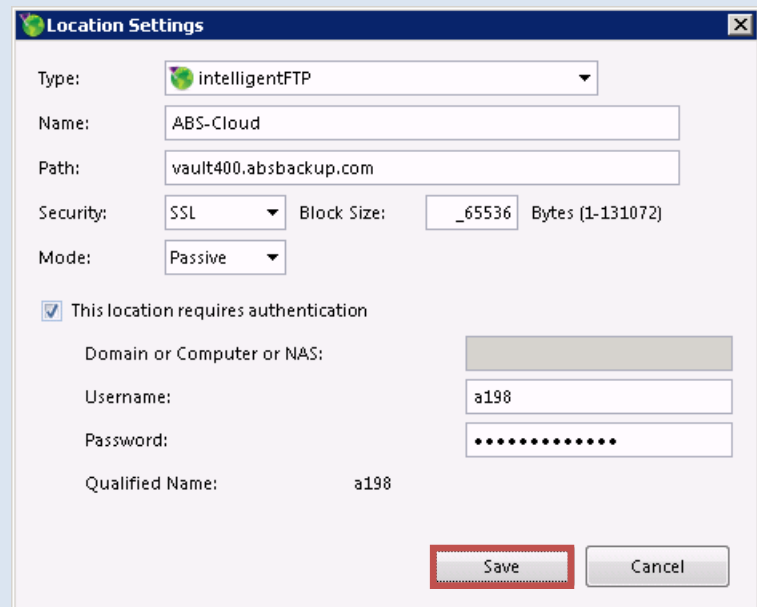 Location Settings
Type: intelligentFTP
Name: ABS-Cloud
Path: vault400.absbackup.com
Security: SSL Block Size: _65536 Bytes (1-131072)
Mode: Passive
This location requires authentication
Domain or Computer or NAS:
Username: a198
Password: •••••••••••••
Qualified Name: a198
Save Cancel